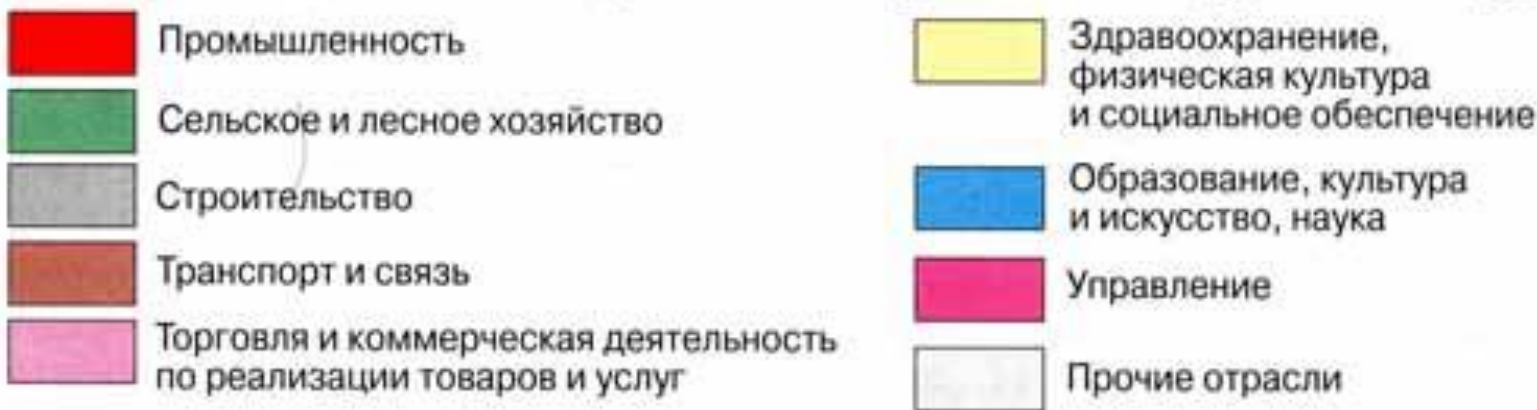 Промышленность
Сельское и лесное хозяйство
Строительство
Транспорт и связь
Торговля и коммерческая деятельность
по реализации товаров и услуг
Здравоохранение,
физическая культура
и социальное обеспечение
Образование, культура
и искусство, наука
Управление
Прочие отрасли